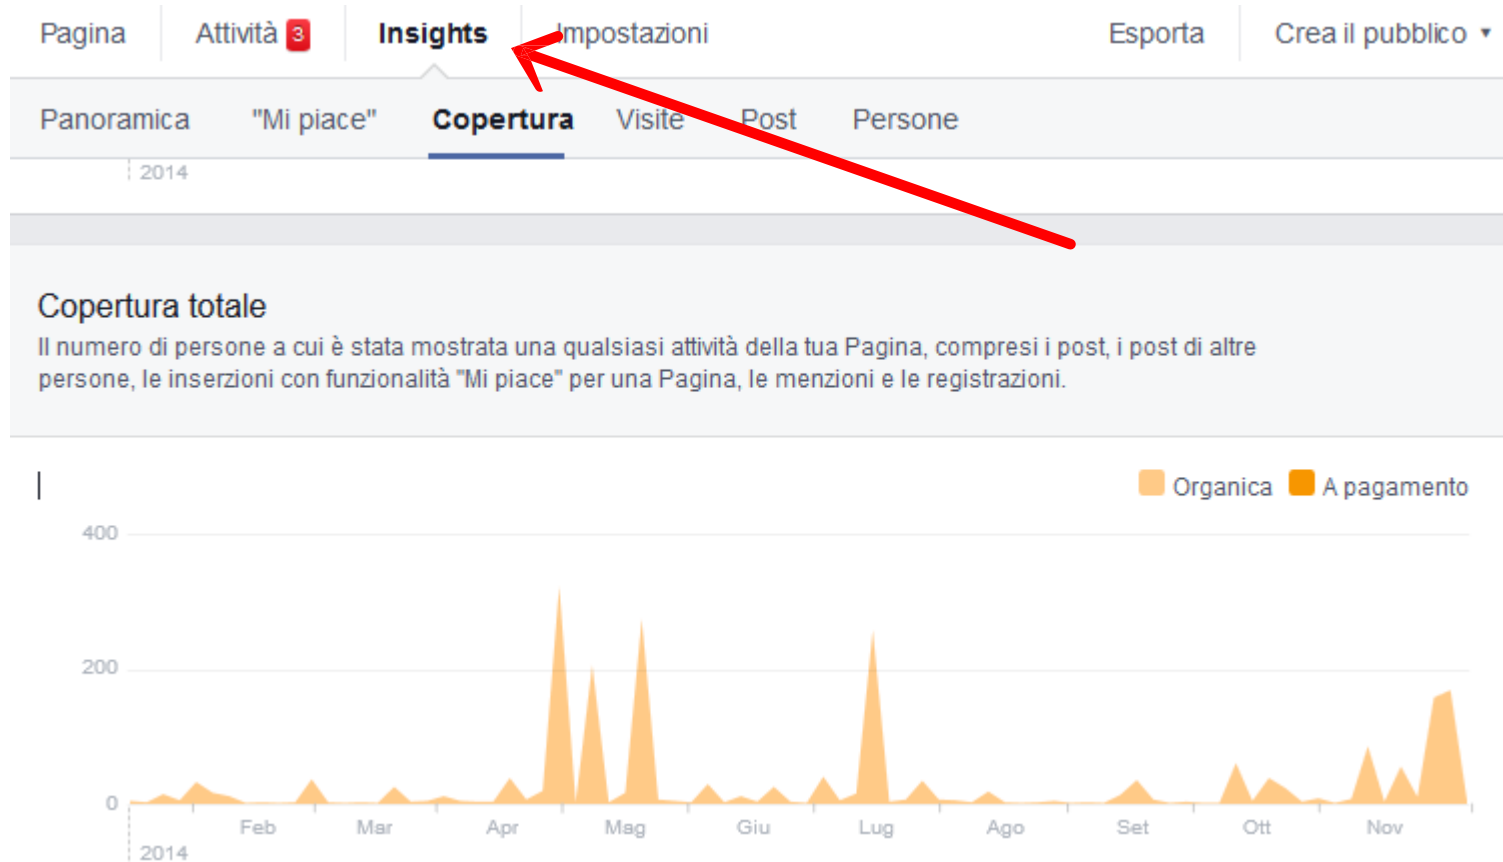 Pagina Attività 3 Insights Impostazioni Esporta Crea il pubblico
Panoramica "Mi piace" Copertura Visite Post Persone
2014
Copertura totale
Il numero di persone a cui è stata mostrata una qualsiasi attività della tua Pagina, compresi i post, i post di altre
persone, le inserzioni con funzionalità "Mi piace" per una Pagina, le menzioni e le registrazioni.
Organica A pagamento
400
200
0
Feb Mar Apr Mag Giu Lug Ago Set Ott Nov
2014